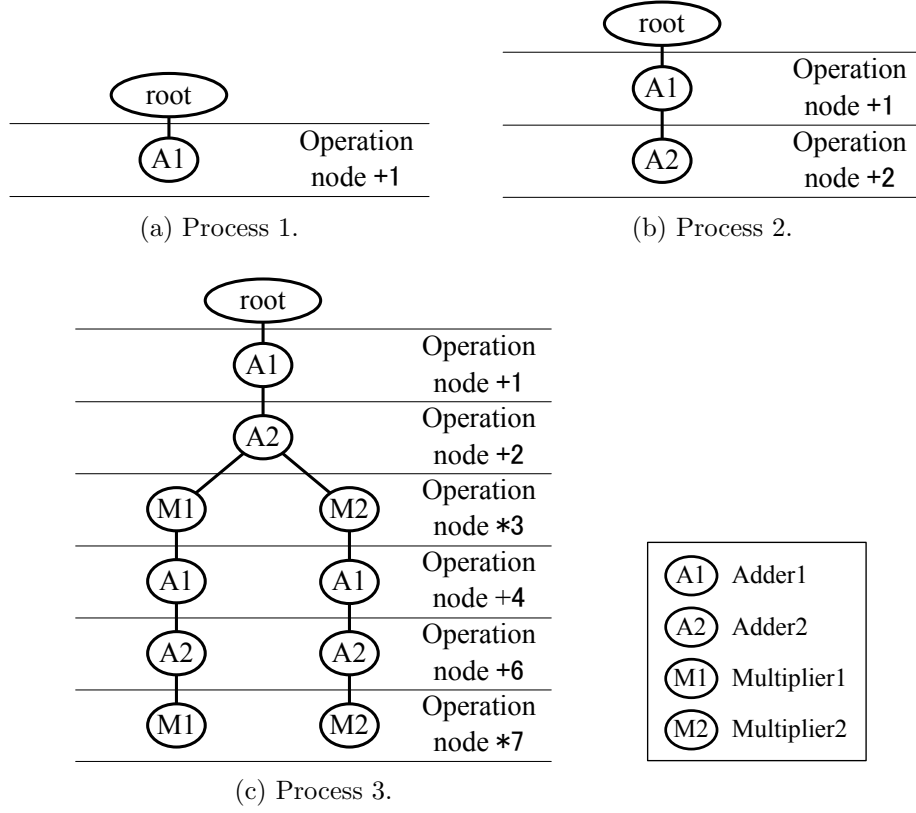 root
A1
Operation
node +1
(a) Process 1.
root
A1
Operation
node +1
A2
Operation
node +2
(b) Process 2.
root
A1
Operation
node +1
A2
Operation
node +2
M1
M2
Operation
node *3
A1
A1
Operation
node +4
A2
A2
Operation
node +6
M1
M2
Operation
node *7
(c) Process 3.
A1 Adder1
A2 Adder2
M1 Multiplier1
M2 Multiplier2